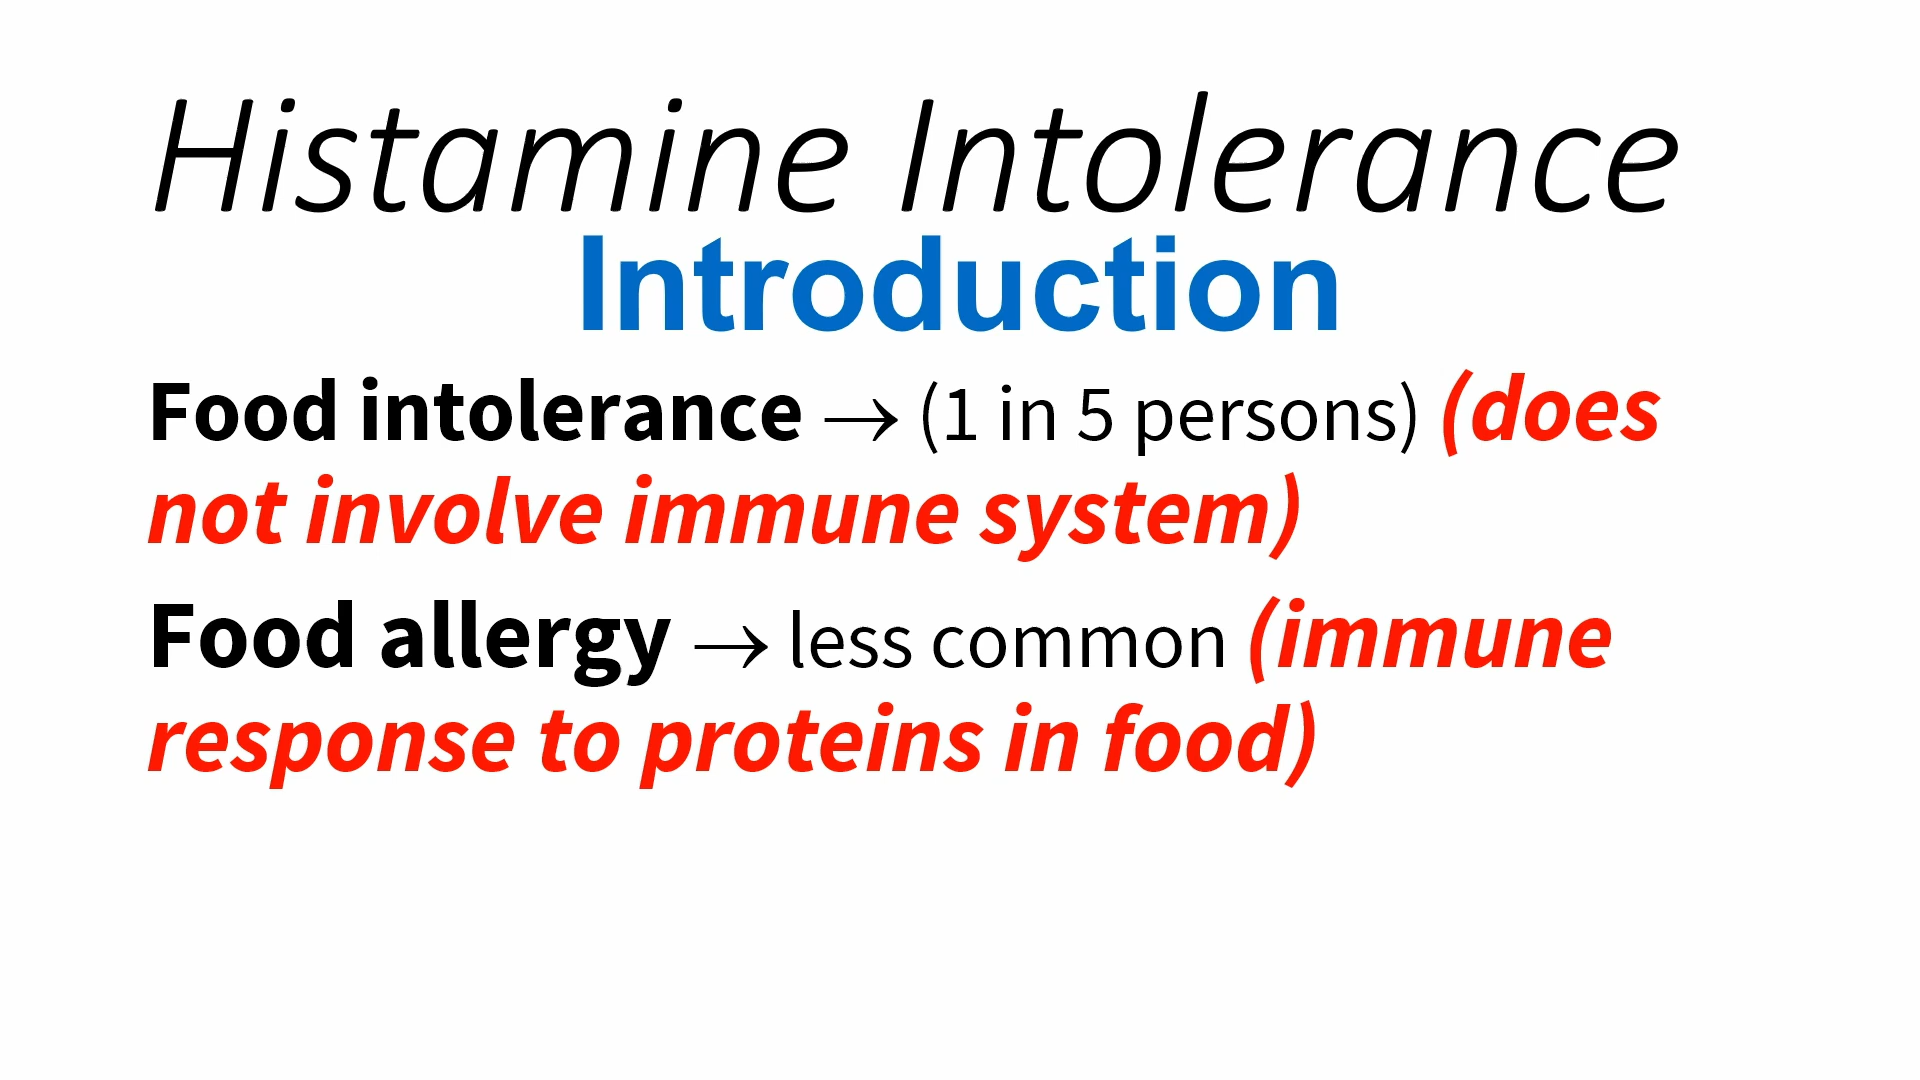 Histamine Intolerance
Introduction
Food intolerance → (1 in 5 persons) (does
not involve immune system)
Food allergy → less common (immune
response to proteins in food)